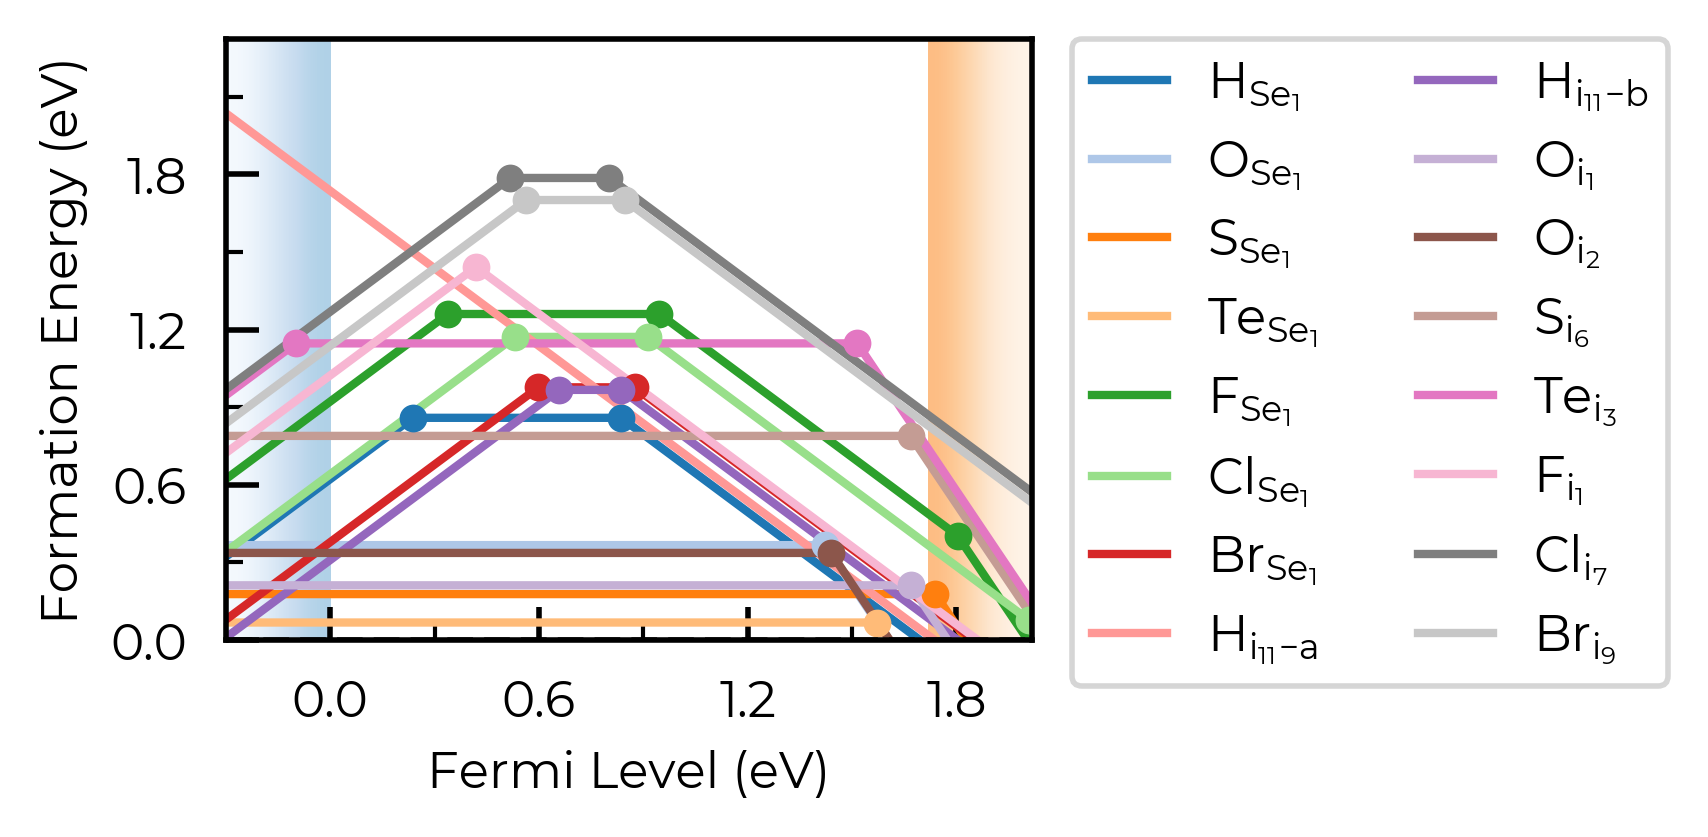 Formation Energy (eV)
1.8
1.2
0.6
0.0
0.0 0.6 1.2 1.8
Fermi Level (eV)
H_Se₁ H_i₁₁−b
O_Se₁ O_i₁
S_Se₁ O_i₂
Te_Se₁ S_i₆
F_Se₁ Te_i₃
Cl_Se₁ F_i₁
Br_Se₁ Cl_i₇
H_i₁₁−a Br_i₉